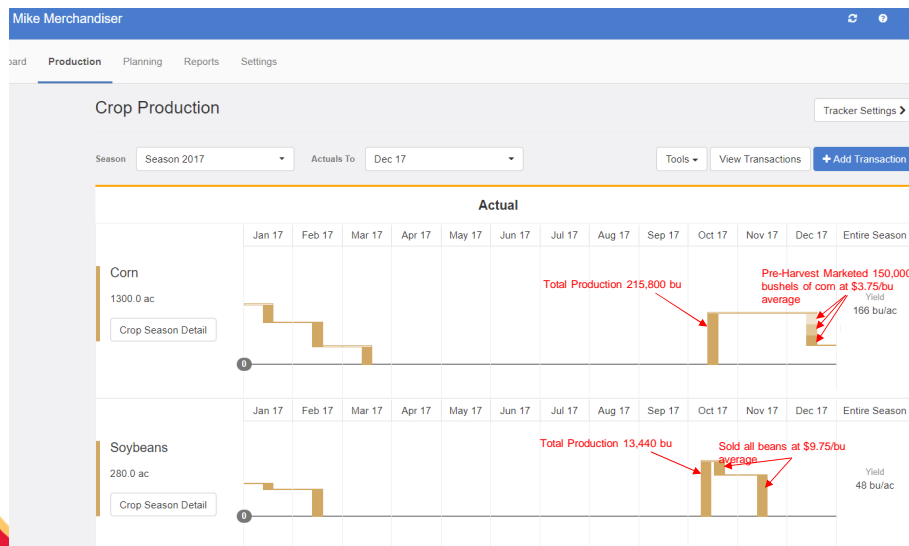 Mike Merchandiser
Production Planning Reports Settings
Crop Production
Tracker Settings
Season Season 2017 Actuals To Dec 17 Tools View Transactions + Add Transaction
Actual
Jan 17 Feb 17 Mar 17 Apr 17 May 17 Jun 17 Jul 17 Aug 17 Sep 17 Oct 17 Nov 17 Dec 17 Entire Season
Corn
1300.0 ac
Crop Season Detail
Total Production 215,800 bu
Pre-Harvest Marketed 150,000
bushels of corn at $3.75/bu
average
Yield
166 bu/ac
0
Jan 17 Feb 17 Mar 17 Apr 17 May 17 Jun 17 Jul 17 Aug 17 Sep 17 Oct 17 Nov 17 Dec 17 Entire Season
Soybeans
280.0 ac
Crop Season Detail
Total Production 13,440 bu
Sold all beans at $9.75/bu
average
Yield
48 bu/ac
0